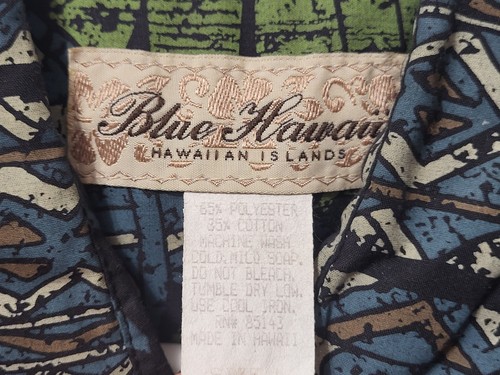 Blue Hawaii
HAWAIIAN ISLANDS
65% POLYESTER
35% COTTON
MACHINE WASH
COLD. MILD SOAP.
DO NOT BLEACH.
TUMBLE DRY LOW.
USE COOL IRON.
RN# 85143
MADE IN HAWAII